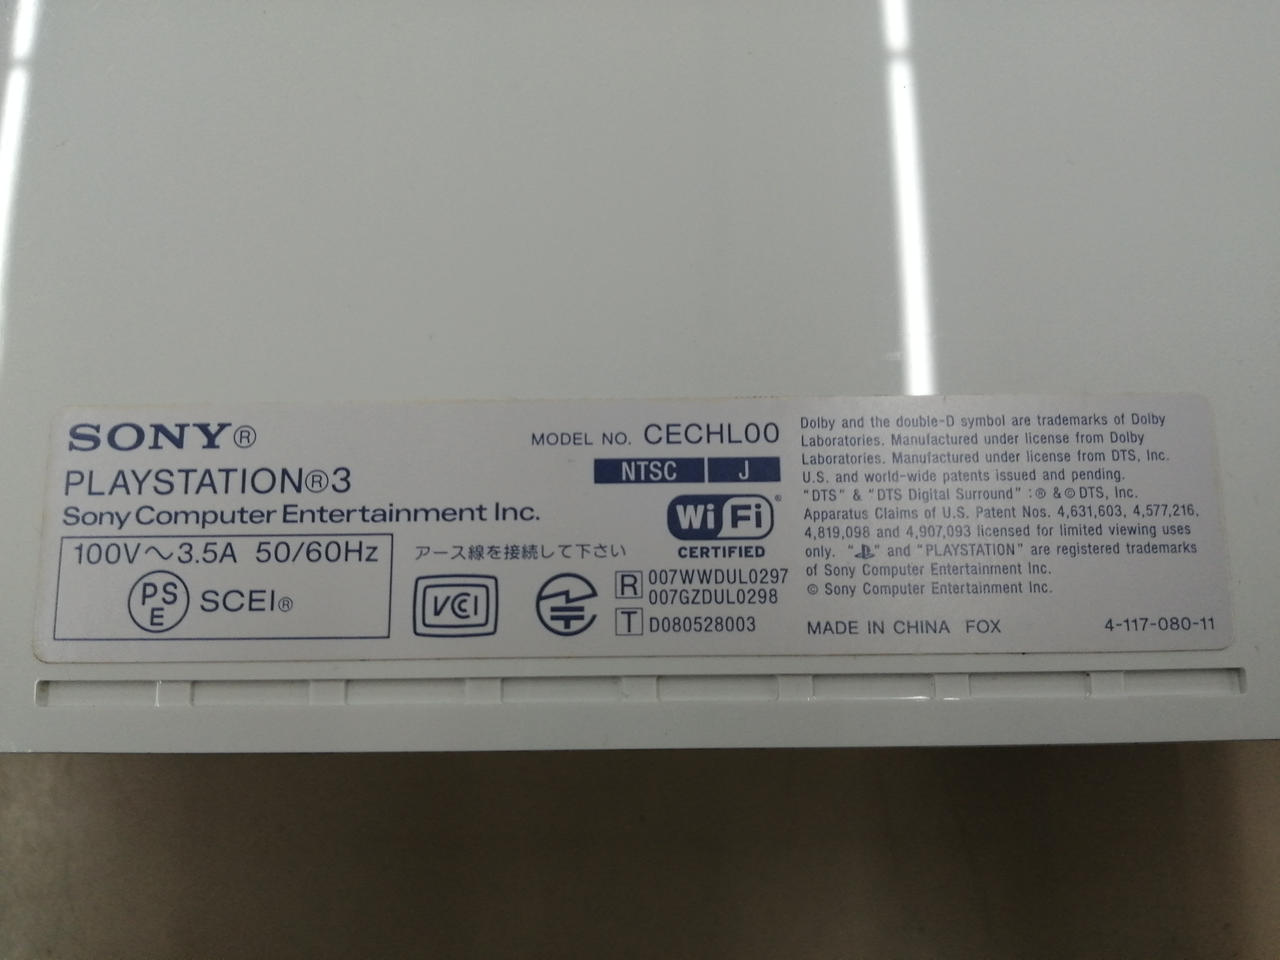 SONY®
PLAYSTATION®3
Sony Computer Entertainment Inc.
100V～3.5A 50/60Hz
PS
E
SCEI®
MODEL NO. CECHL00
NTSC J
Wi Fi ®
CERTIFIED
アース線を接続して下さい
VCCI
R 007WWDUL0297
007GZDUL0298
T D080528003
Dolby and the double-D symbol are trademarks of Dolby
Laboratories. Manufactured under license from Dolby
Laboratories. Manufactured under license from DTS, Inc.
U.S. and world-wide patents issued and pending.
"DTS" & "DTS Digital Surround" : ® & © DTS, Inc.
Apparatus Claims of U.S. Patent Nos. 4,631,603, 4,577,216,
4,819,098 and 4,907,093 licensed for limited viewing uses
only. "PS" and "PLAYSTATION" are registered trademarks
of Sony Computer Entertainment Inc.
© Sony Computer Entertainment Inc.
MADE IN CHINA FOX
4-117-080-11